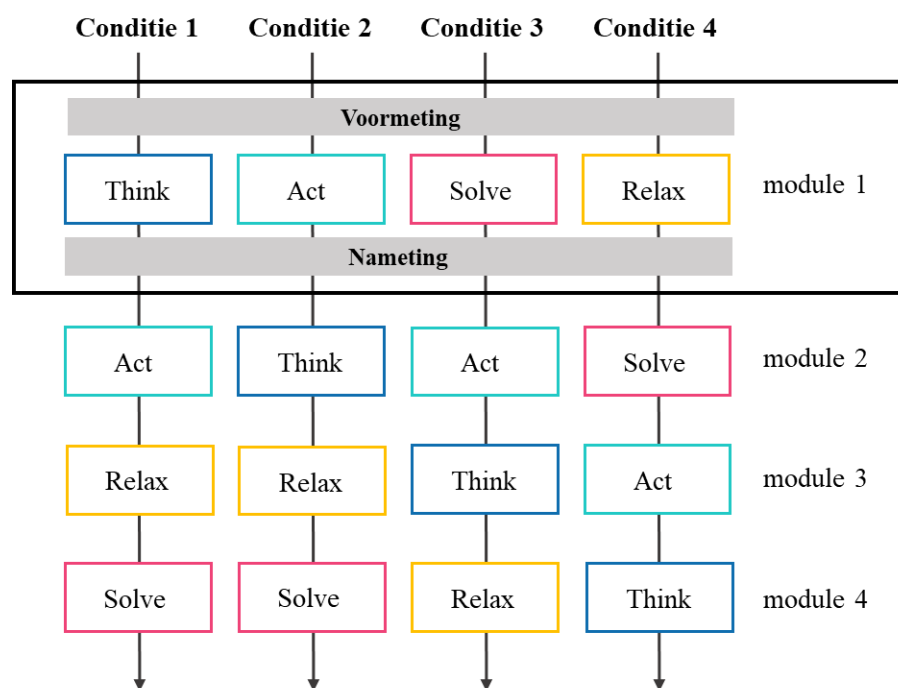 Conditie 1 Conditie 2 Conditie 3 Conditie 4
Voormeting
Think Act Solve Relax module 1
Nameting
Act Think Act Solve module 2
Relax Relax Think Act module 3
Solve Solve Relax Think module 4